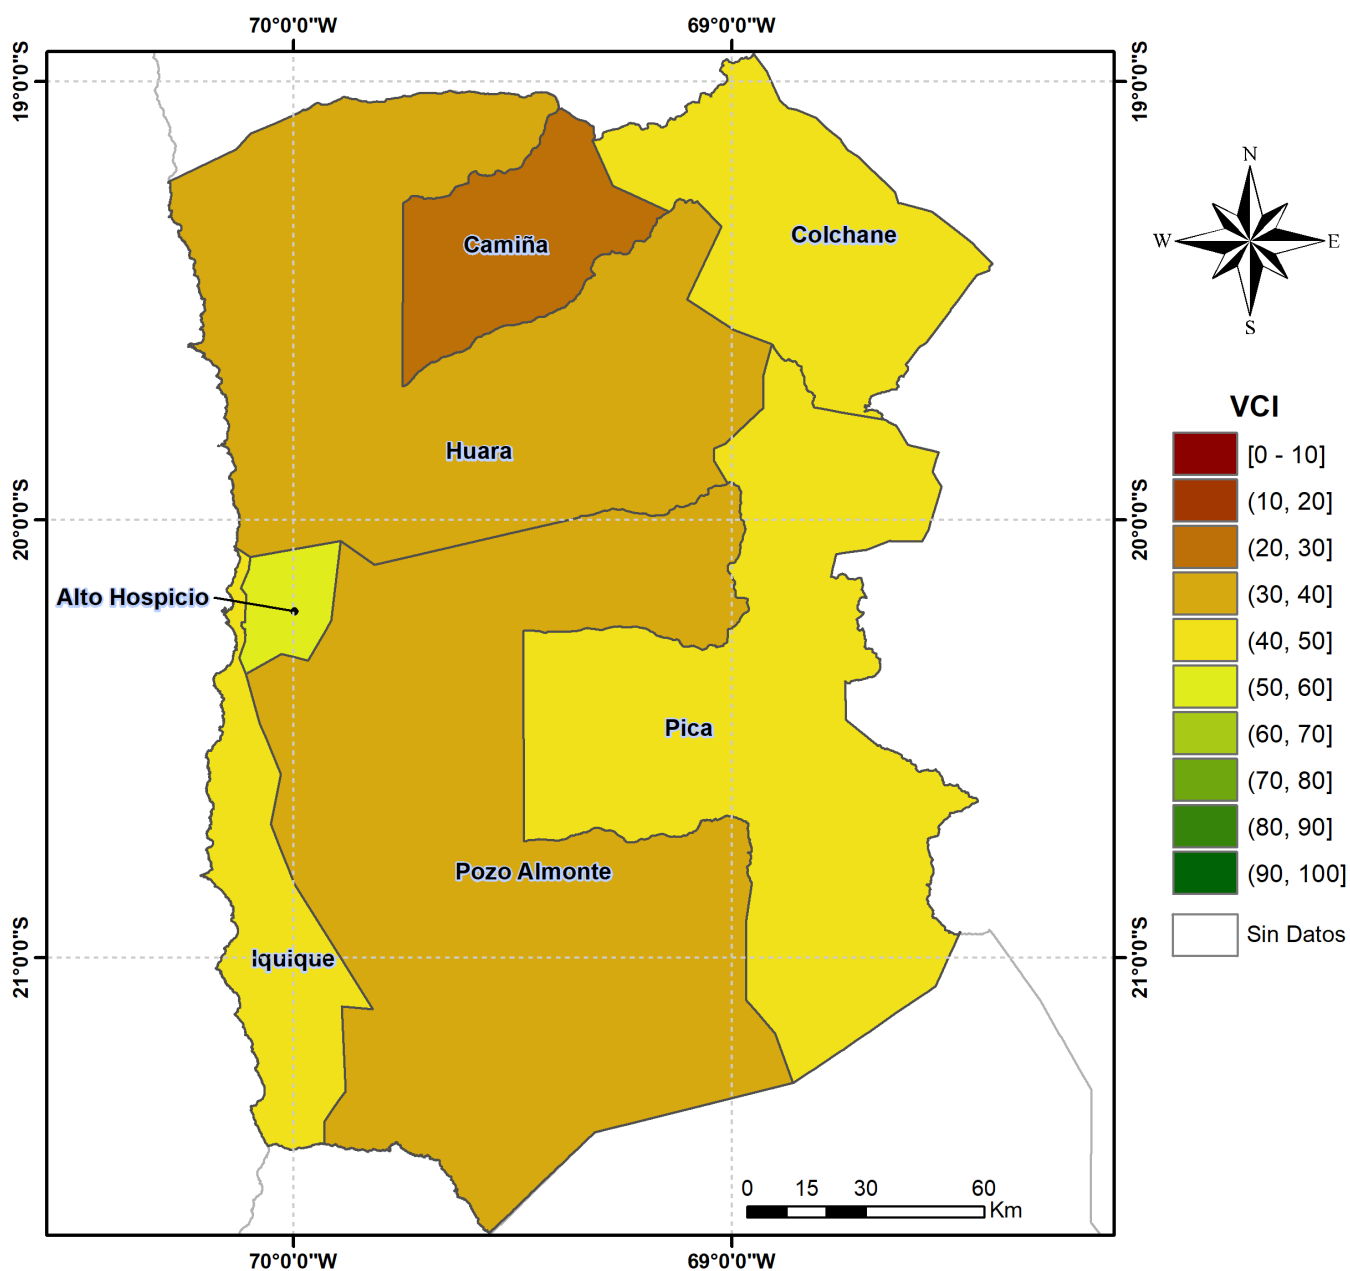 70°0'0"W
69°0'0"W
19°0'0"S
19°0'0"S
N
W
E
S
Camiña
Colchane
VCI
[0 - 10]
(10, 20]
(20, 30]
(30, 40]
(40, 50]
(50, 60]
(60, 70]
(70, 80]
(80, 90]
(90, 100]
Sin Datos
Huara
20°0'0"S
20°0'0"S
Alto Hospicio
Pica
Pozo Almonte
Iquique
21°0'0"S
21°0'0"S
0 15 30 60
Km
70°0'0"W
69°0'0"W